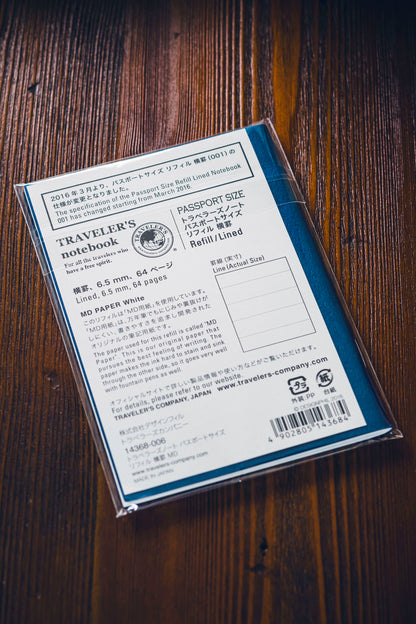 2016年3月より、パスポートサイズ リフィル 横罫(001)の
仕様が変更となりました。
The specification of the Passport Size Refill Lined Notebook
001 has changed starting from March 2016.
TRAVELER'S
notebook
For all the travelers who
have a free spirit.
TRAVELER'S
PASSPORT SIZE
トラベラーズノート
パスポートサイズ
リフィル 横罫
Refill/Lined
横罫、6.5 mm、64 ページ
Lined, 6.5 mm, 64 pages
罫線(実寸)
Line(Actual Size)
MD PAPER White
このリフィルは「MD用紙」を使用しています。
「MD用紙」は、万年筆でもにじみや裏抜けが
しにくい、書きやすさを追求し開発された
オリジナルの筆記用紙です。
The paper used for this refill is called "MD
Paper". This is our original paper that
pursues the best feeling of writing. The
paper makes the ink hard to stain and sink
through the other side, so it goes very well
with fountain pens as well.
オフィシャルサイトで詳しい製品情報や使い方などがご覧いただけます。
For details, please refer to our website.
TRAVELER'S COMPANY, JAPAN www.travelers-company.com
株式会社デザインフィル
トラベラーズカンパニー
14368-006
トラベラーズノート パスポートサイズ
リフィル 横罫 MD
www.travelers-company.com
MADE IN JAPAN
プラ
外装:PP
紙
台紙
© DESIGNPHIL 2016
4 902805 143684